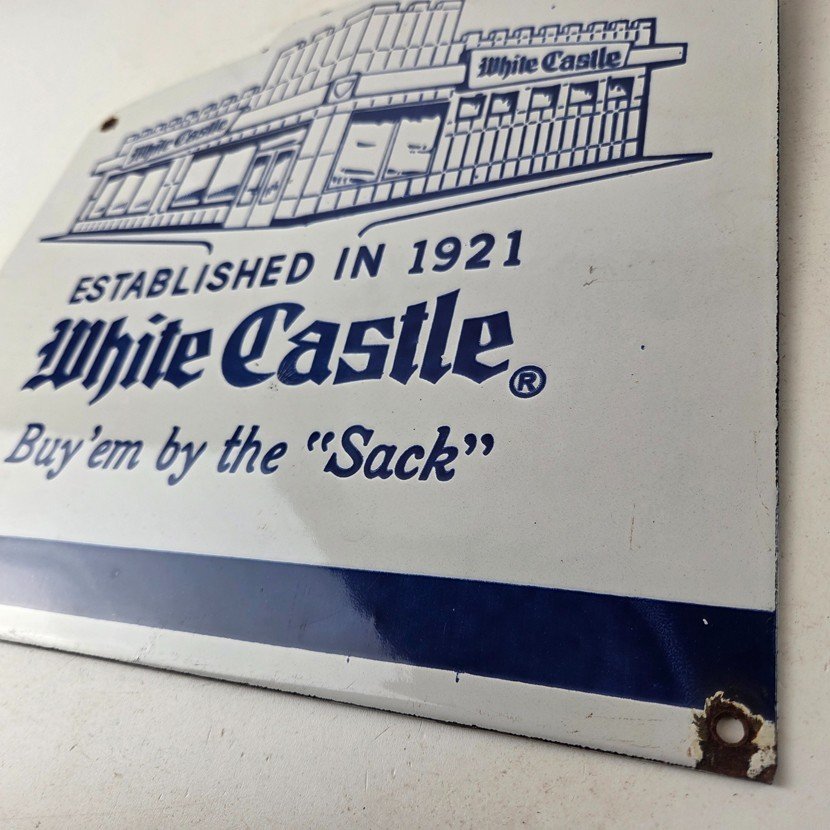 White Castle
White Castle
ESTABLISHED IN 1921
White Castle®
Buy'em by the "Sack"